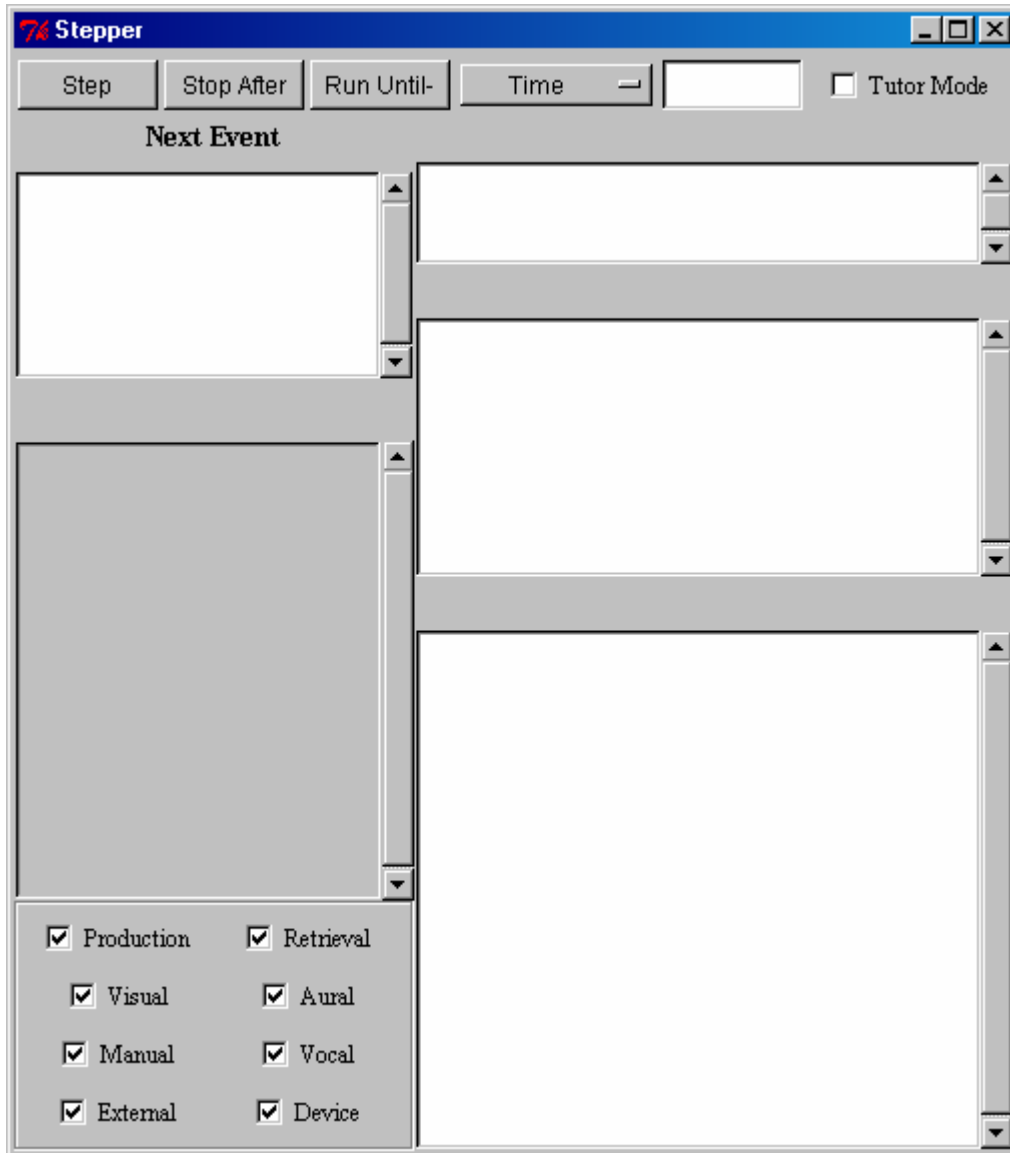 Stepper
Step Stop After Run Until- Time Tutor Mode
Next Event
Production Retrieval
Visual Aural
Manual Vocal
External Device